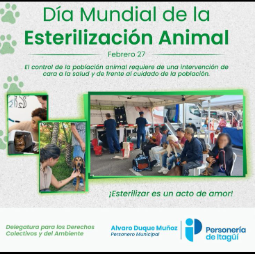 Día Mundial de la
Esterilización Animal
Febrero 27
El control de la población animal requiere de una intervención de
cara a la salud y de frente al cuidado de la población.
¡Esterilizar es un acto de amor!
Delegatura para los Derechos
Colectivos y del Ambiente
Alvaro Duque Muñoz
Personero Municipal
Personería
de Itagüí